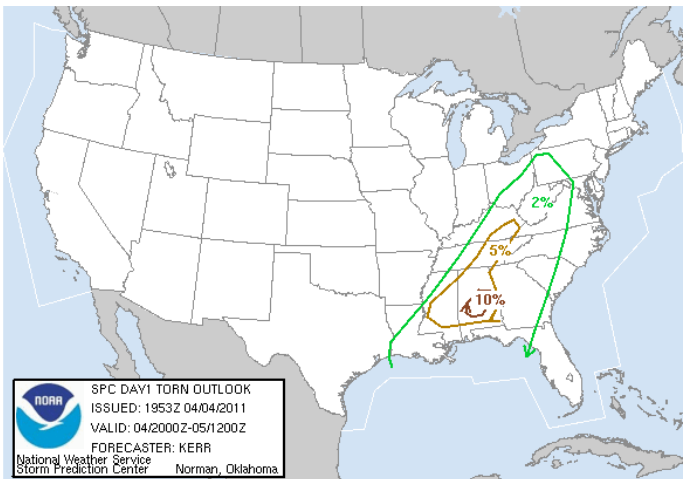 2%
5%
10%
NOAA
SPC DAY1 TORN OUTLOOK
ISSUED: 1953Z 04/04/2011
VALID: 04/2000Z-05/1200Z
FORECASTER: KERR
National Weather Service
Storm Prediction Center Norman, Oklahoma